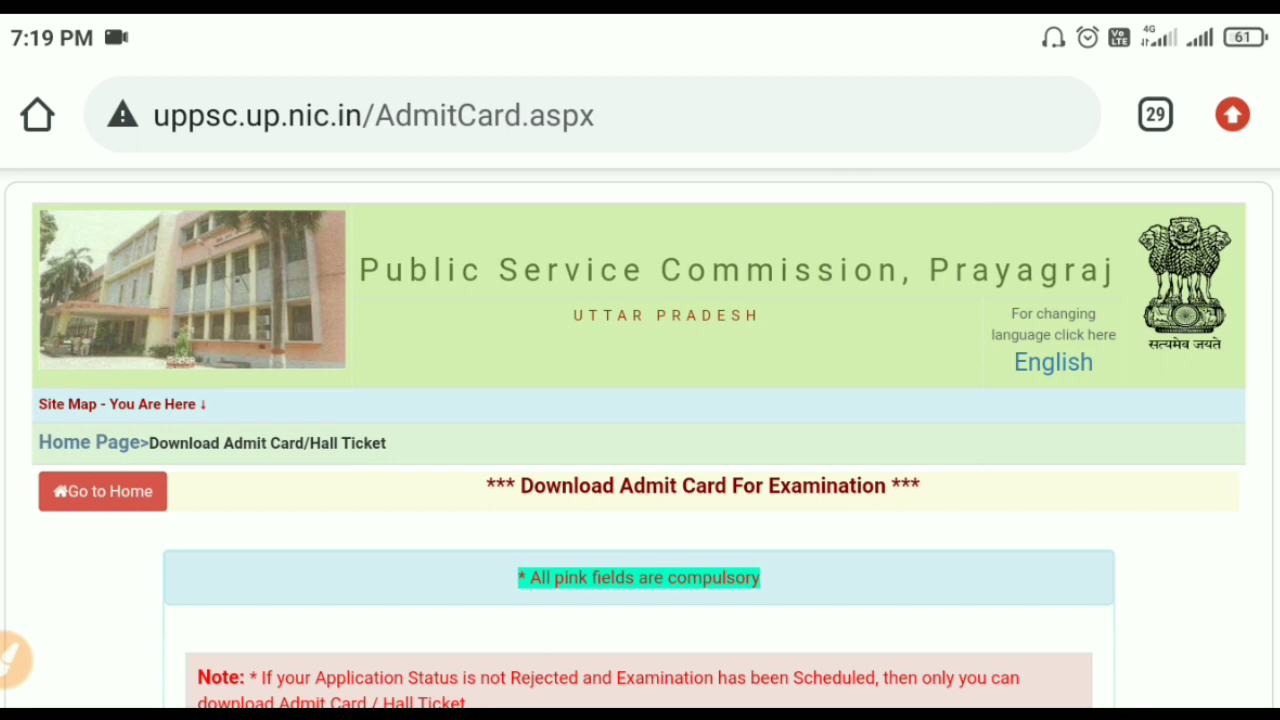 7:19 PM
4G
Vo
LTE
61
uppsc.up.nic.in/AdmitCard.aspx
29
Public Service Commission, Prayagraj
UTTAR PRADESH
For changing
language click here
English
सत्यमेव जयते
Site Map - You Are Here ↓
Home Page>Download Admit Card/Hall Ticket
Go to Home
*** Download Admit Card For Examination ***
* All pink fields are compulsory
Note: * If your Application Status is not Rejected and Examination has been Scheduled, then only you can
download Admit Card / Hall Ticket